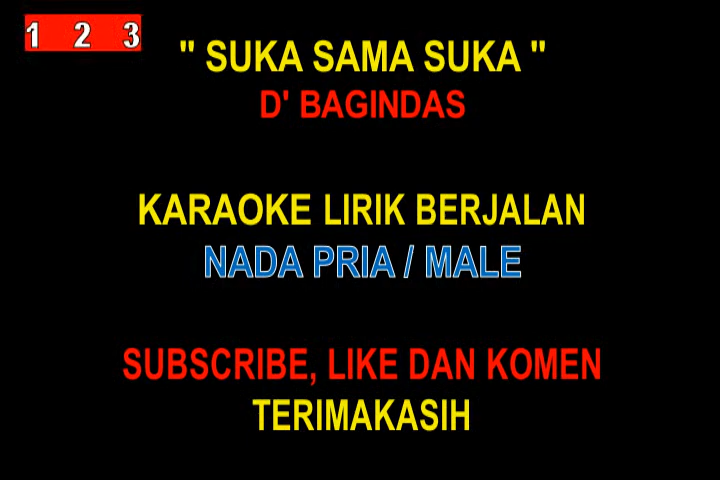 1 2 3
" SUKA SAMA SUKA "
D' BAGINDAS
KARAOKE LIRIK BERJALAN
NADA PRIA / MALE
SUBSCRIBE, LIKE DAN KOMEN
TERIMAKASIH